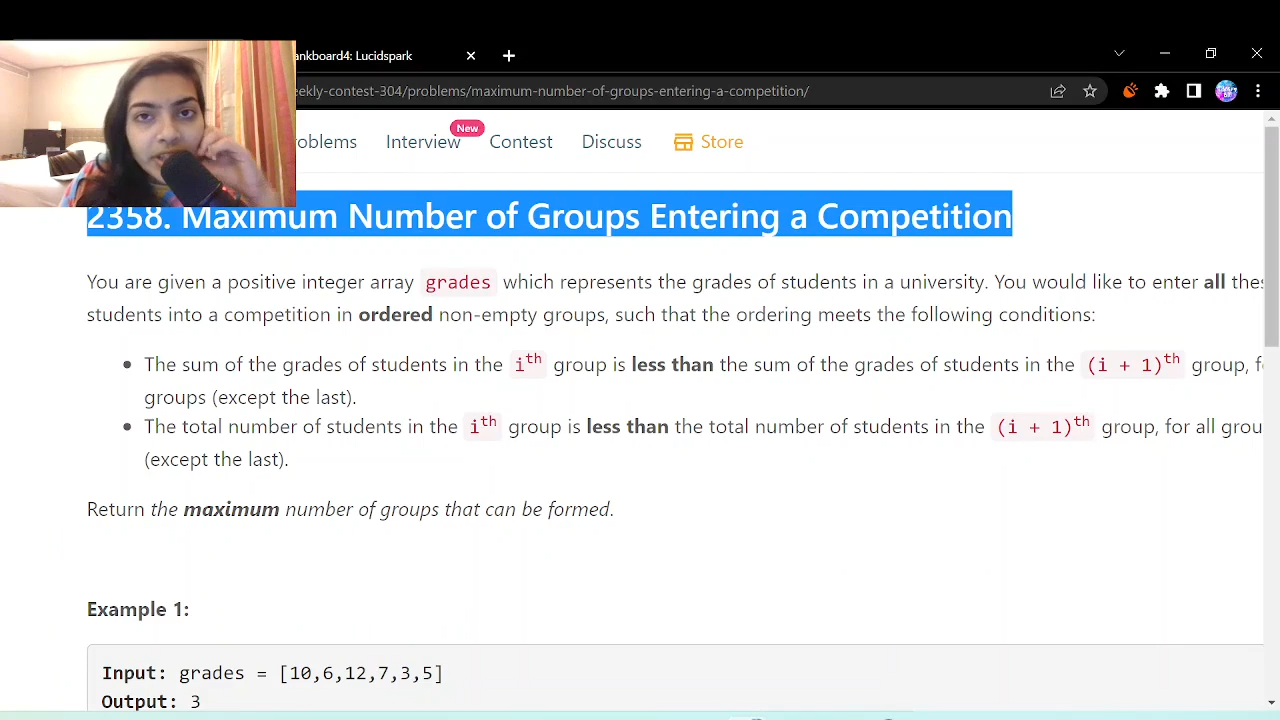 ankboard4: Lucidspark
eekly-contest-304/problems/maximum-number-of-groups-entering-a-competition/
roblems Interview New Contest Discuss Store
2358. Maximum Number of Groups Entering a Competition
You are given a positive integer array grades which represents the grades of students in a university. You would like to enter all thes
students into a competition in ordered non-empty groups, such that the ordering meets the following conditions:
The sum of the grades of students in the i^th group is less than the sum of the grades of students in the (i + 1)^th group, f
groups (except the last).
The total number of students in the i^th group is less than the total number of students in the (i + 1)^th group, for all grou
(except the last).
Return the maximum number of groups that can be formed.
Example 1:
Input: grades = [10,6,12,7,3,5]
Output: 3